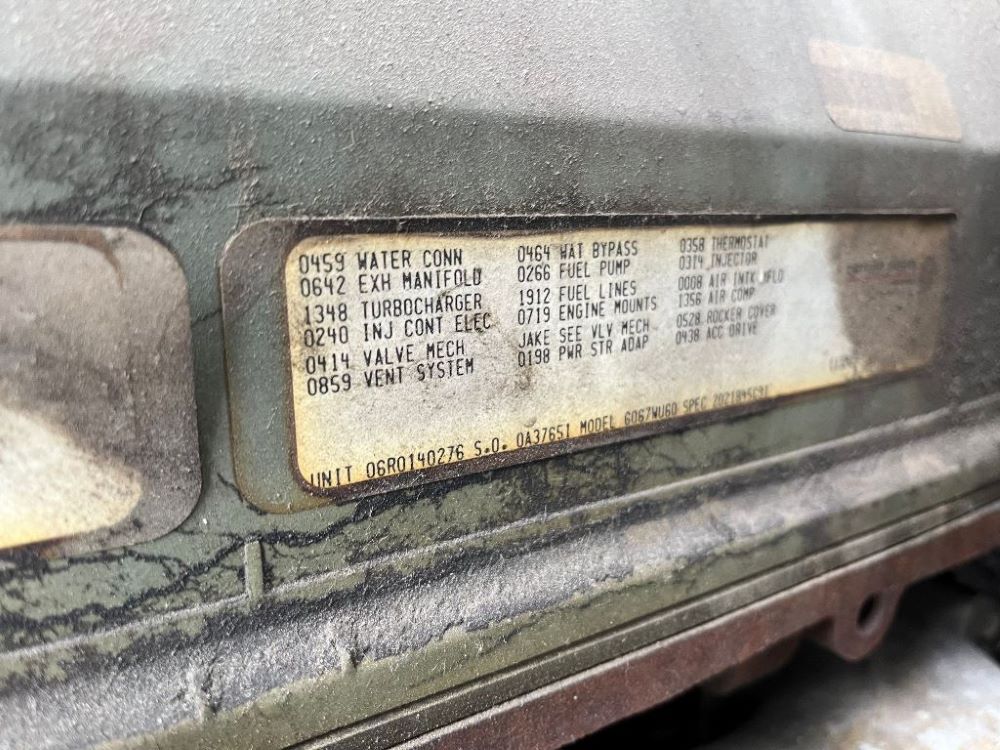 0459 WATER CONN
0642 EXH MANIFOLD
1348 TURBOCHARGER
0240 INJ CONT ELEC
0414 VALVE MECH
0859 VENT SYSTEM
0464 WAT BYPASS
0266 FUEL PUMP
1912 FUEL LINES
0719 ENGINE MOUNTS
JAKE SEE VLV MECH
0198 PWR STR ADAP
0358 THERMOSTAT
0314 INJECTOR
0008 AIR INTK MFLD
1356 AIR COMP
0528 ROCKER COVER
0438 ACC DRIVE
UNIT 06R0140276 S.O. 0A37651 MODEL 6067WU60 SPEC